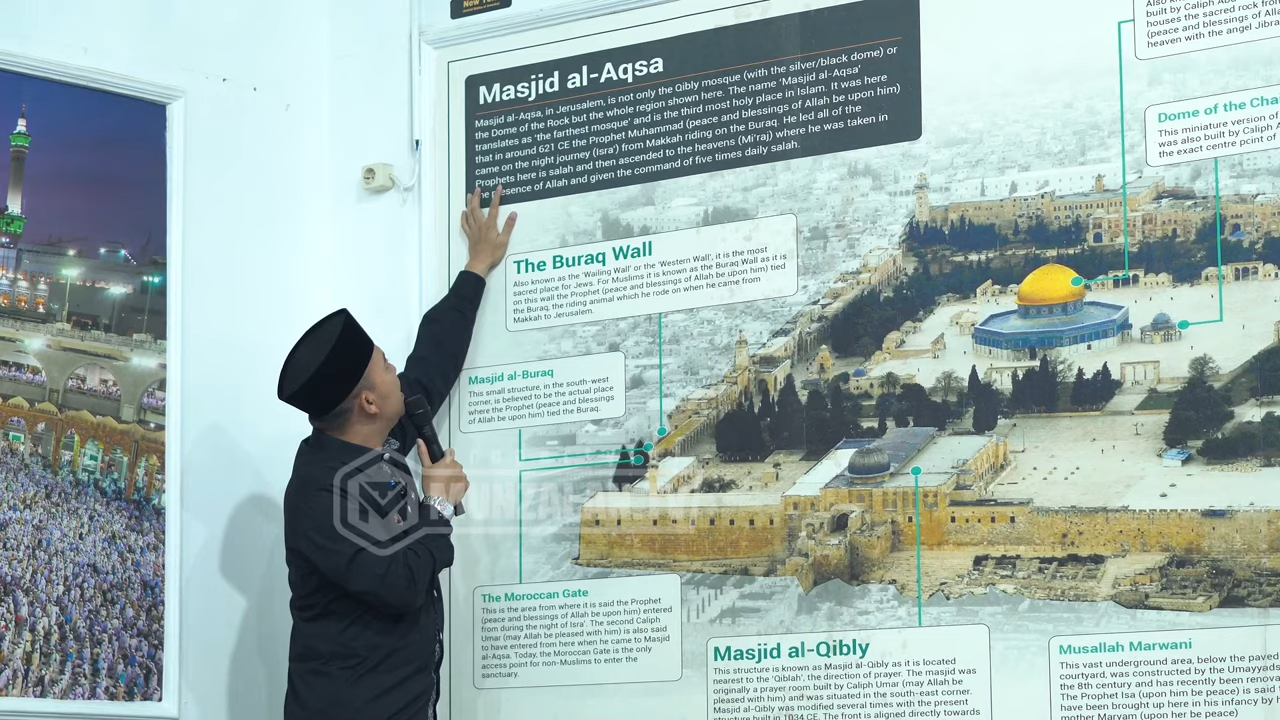 New York
Masjid al-Aqsa
Masjid al-Aqsa, in Jerusalem, is not only the Qibly mosque (with the silver/black dome) or
the Dome of the Rock but the whole region shown here. The name 'Masjid al-Aqsa'
translates as 'the farthest mosque' and is the third most holy place in Islam. It was here
that in around 621 CE the Prophet Muhammad (peace and blessings of Allah be upon him)
came on the night journey (Isra') from Makkah riding on the Buraq. He led all of the
Prophets here is salah and then ascended to the heavens (Mi'raj) where he was taken in
the presence of Allah and given the command of five times daily salah.
The Buraq Wall
Also known as the 'Wailing Wall' or the 'Western Wall', it is the most
sacred place for Jews. For Muslims it is known as the Buraq Wall as it is
on this wall the Prophet (peace and blessings of Allah be upon him) tied
the Buraq, the riding animal which he rode on when he came from
Makkah to Jerusalem.
Masjid al-Buraq
This small structure, in the south-west
corner, is believed to be the actual place
where the Prophet (peace and blessings
of Allah be upon him) tied the Buraq.
The Moroccan Gate
This is the area from where it is said the Prophet
(peace and blessings of Allah be upon him) entered
from during the night of Isra'. The second Caliph
Umar (may Allah be pleased with him) is also said
to have entered from here when he came to Masjid
al-Aqsa. Today, the Moroccan Gate is the only
access point for non-Muslims to enter the
sanctuary.
Masjid al-Qibly
This structure is known as Masjid al-Qibly as it is located
nearest to the 'Qiblah', the direction of prayer. The masjid was
originally a prayer room built by Caliph Umar (may Allah be
pleased with him) and was situated in the south-east corner.
Masjid al-Qibly was modified several times with the present
structure built in 1034 CE. The front is aligned directly towards
built by Caliph
houses the sacred rock from
(peace and blessings of Allah
heaven with the angel
Dome of the
This miniature version of
was also built by Caliph
the exact centre point of
Musallah Marwani
This vast underground area, below the paved
courtyard, was constructed by the Umayyads
the 8th century and has recently been
The Prophet Isa (upon him be peace) is said
have been brought up here in his infancy by
mother Maryam (upon her be peace)
MUNZALAN TV